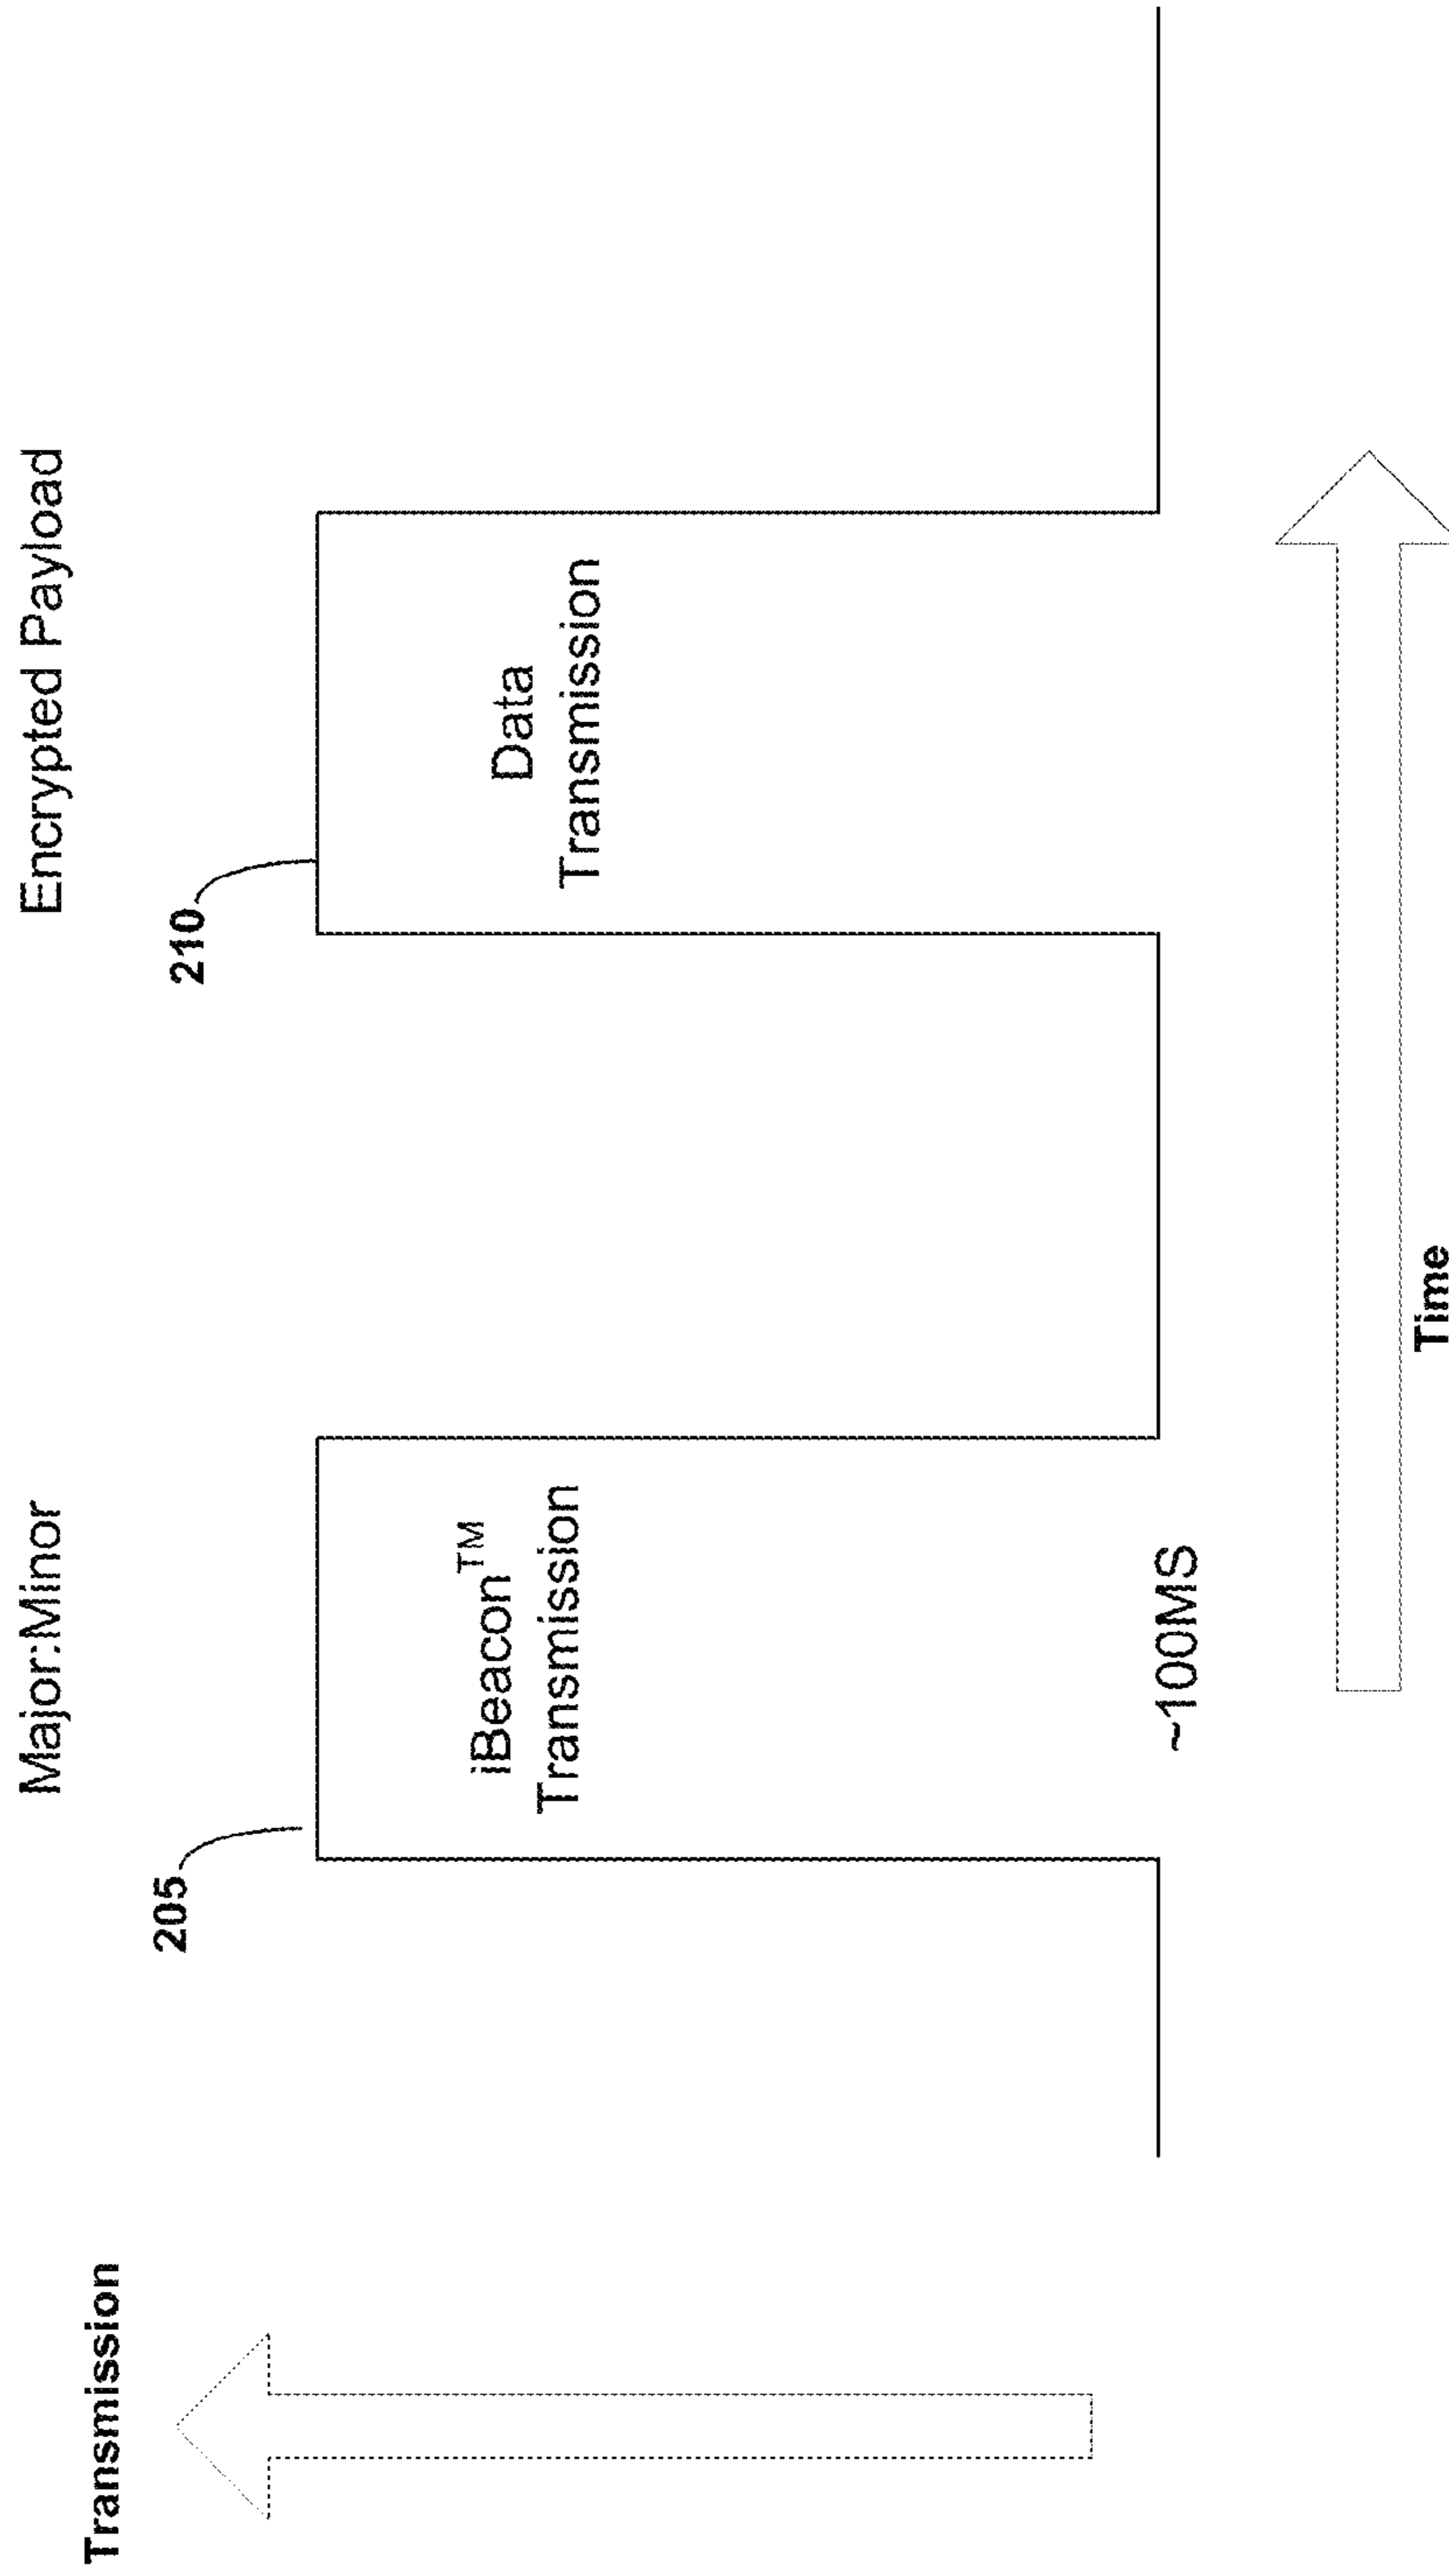 Transmission
Major:Minor
Encrypted Payload
205
210
iBeacon™
Transmission
Data
Transmission
~100MS
Time